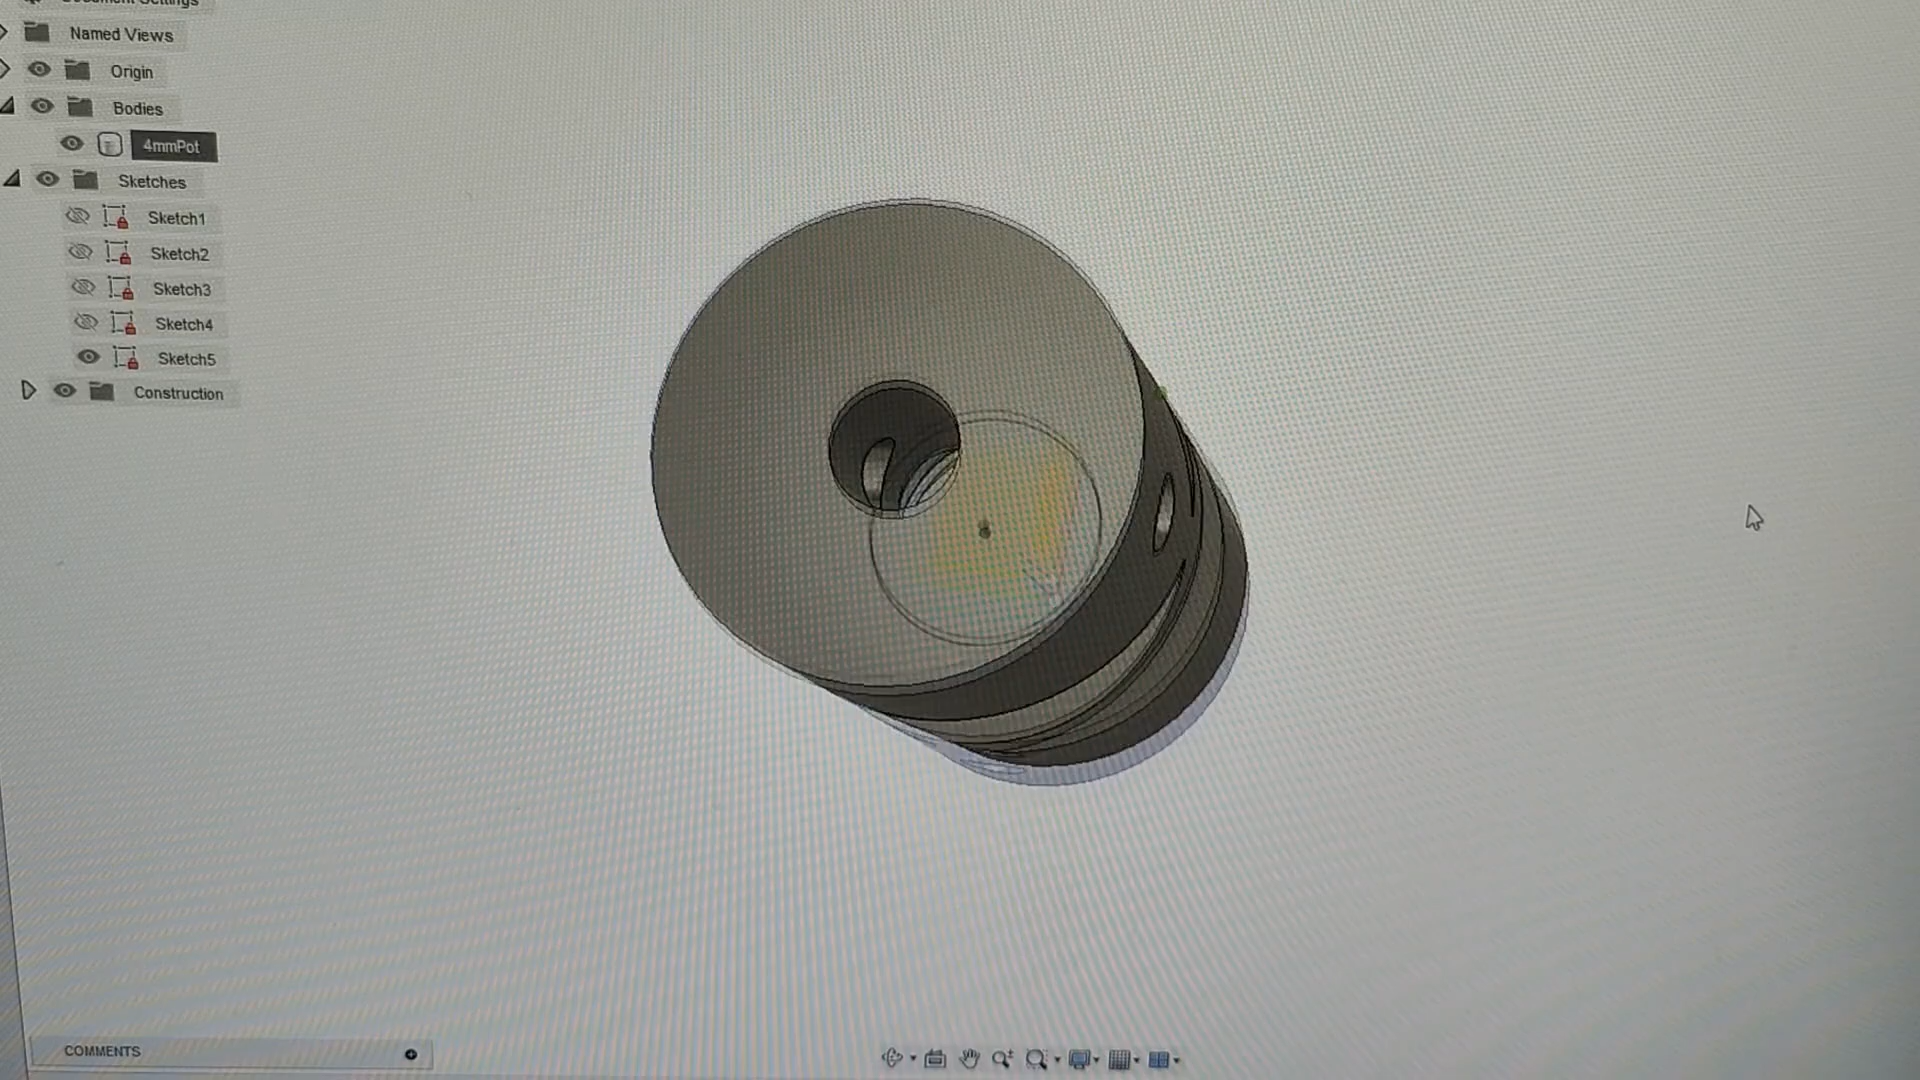 Document Settings
Named Views
Origin
Bodies
4mmPot
Sketches
Sketch1
Sketch2
Sketch3
Sketch4
Sketch5
Construction
COMMENTS